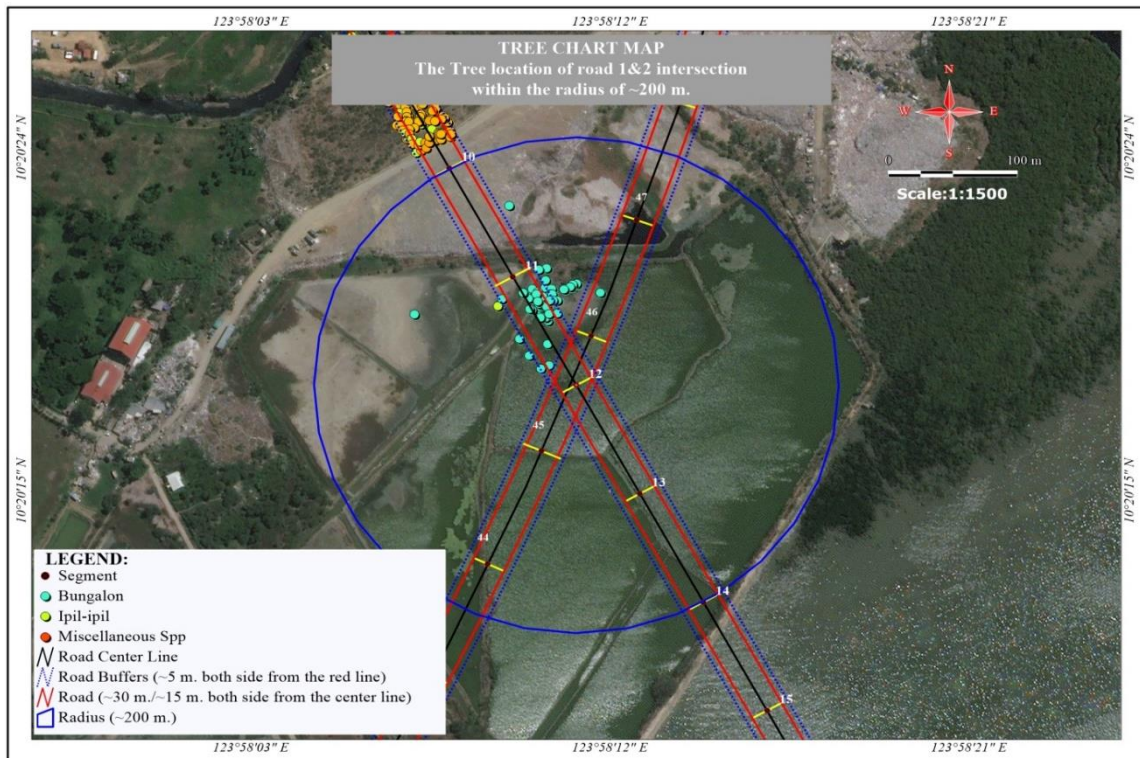 123°58'03" E 123°58'12" E 123°58'21" E
TREE CHART MAP
The Tree location of road 1&2 intersection
within the radius of ~200 m.
N
W E
S
10°20'24" N
10°20'24" N
0 100 m
Scale:1:1500
10
47
11
46
12
45
13
44
14
15
10°20'15" N
10°20'15" N
LEGEND:
Segment
Bungalon
Ipil-ipil
Miscellaneous Spp
Road Center Line
Road Buffers (~5 m. both side from the red line)
Road (~30 m./~15 m. both side from the center line)
Radius (~200 m.)
123°58'03" E 123°58'12" E 123°58'21" E